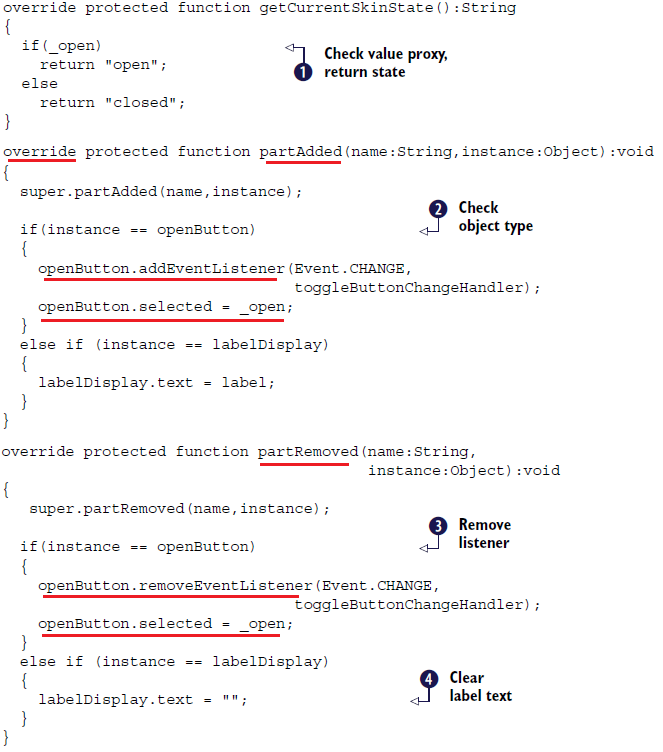 override protected function getCurrentSkinState():String
{
if(_open)
return "open";
else
return "closed";
}
1 Check value proxy,
return state
override protected function partAdded(name:String,instance:Object):void
{
super.partAdded(name,instance);
if(instance == openButton)
{
2 Check
object type
openButton.addEventListener(Event.CHANGE,
toggleButtonChangeHandler);
openButton.selected = _open;
}
else if (instance == labelDisplay)
{
labelDisplay.text = label;
}
}
override protected function partRemoved(name:String,
instance:Object):void
{
super.partRemoved(name,instance);
if(instance == openButton)
{
3 Remove
listener
openButton.removeEventListener(Event.CHANGE,
toggleButtonChangeHandler);
openButton.selected = _open;
}
else if (instance == labelDisplay)
{
labelDisplay.text = "";
}
}
4 Clear
label text